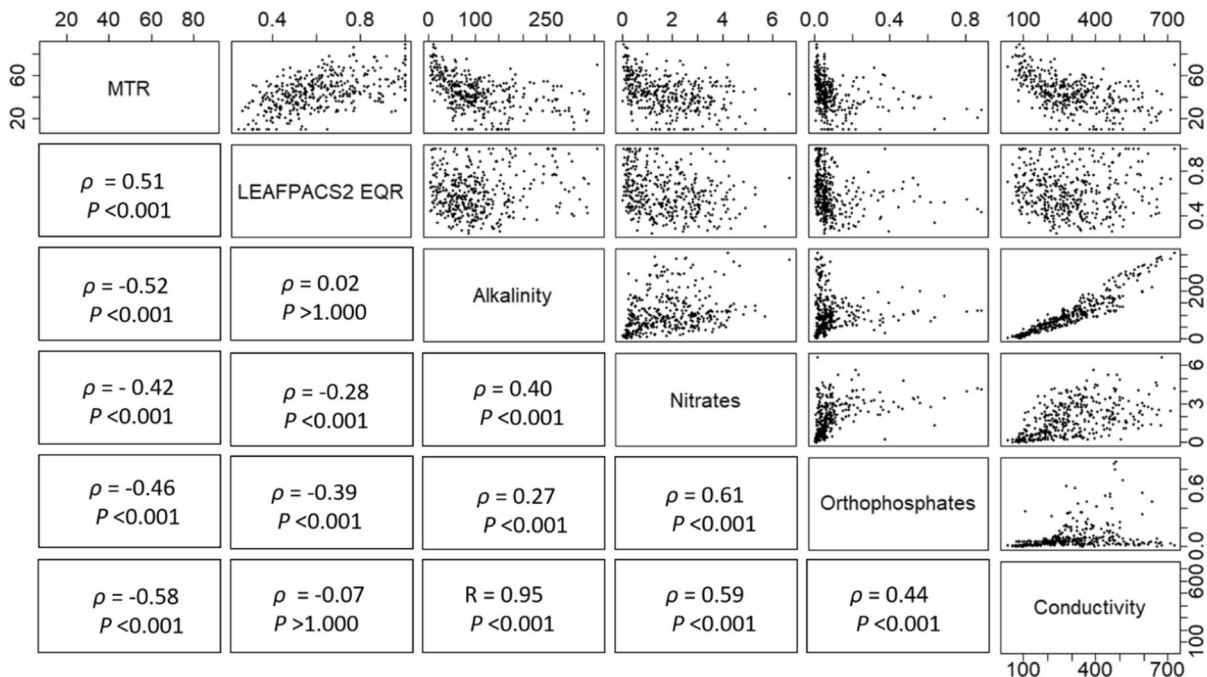 20 40 60 80 0.4 0.8 0 100 250 0 2 4 6 0.0 0.4 0.8 100 400 700
MTR
20 60
20 60
ρ = 0.51
P <0.001
LEAFPACS2 EQR
0.4 0.8
ρ = -0.52
P <0.001
ρ = 0.02
P >1.000
Alkalinity
0 200
ρ = - 0.42
P <0.001
ρ = -0.28
P <0.001
ρ = 0.40
P <0.001
Nitrates
0 3 6
ρ = -0.46
P <0.001
ρ = -0.39
P <0.001
ρ = 0.27
P <0.001
ρ = 0.61
P <0.001
Orthophosphates
0.0 0.6
ρ = -0.58
P <0.001
ρ = -0.07
P >1.000
R = 0.95
P <0.001
ρ = 0.59
P <0.001
ρ = 0.44
P <0.001
Conductivity
100 600
100 400 700